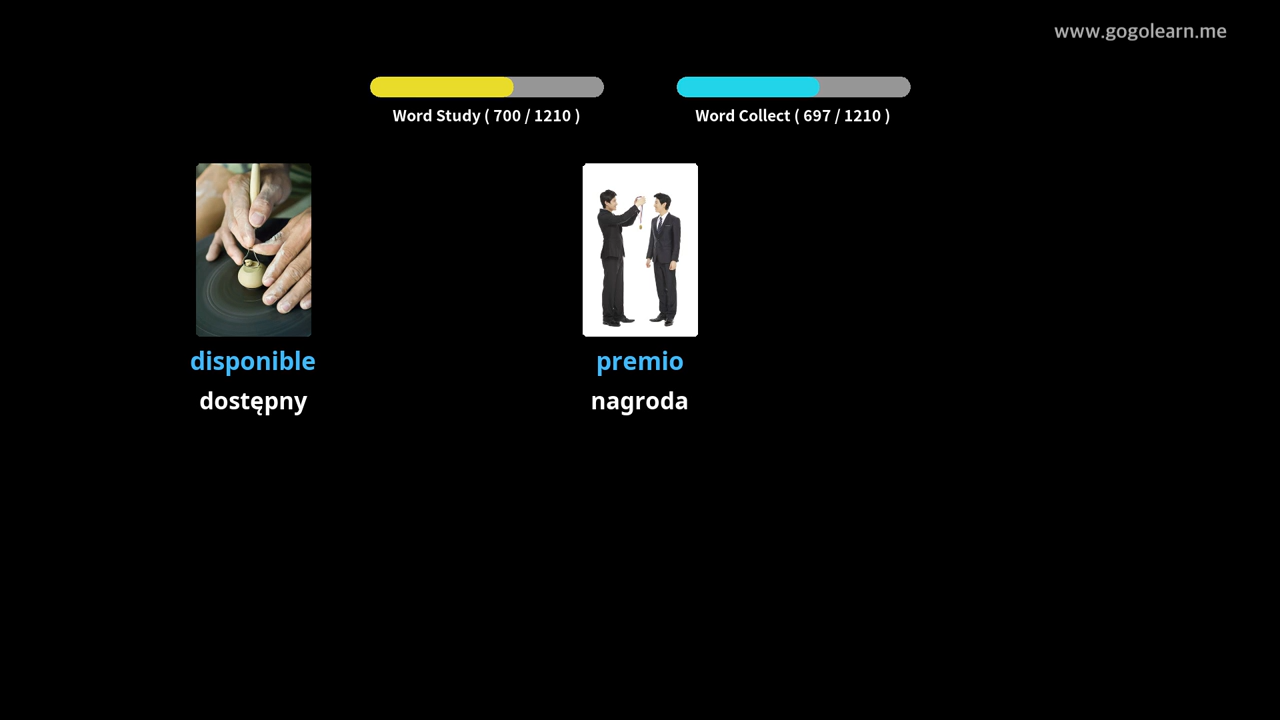 www.gogolearn.me
Word Study ( 700 / 1210 )
Word Collect ( 697 / 1210 )
disponible
dostępny
premio
nagroda